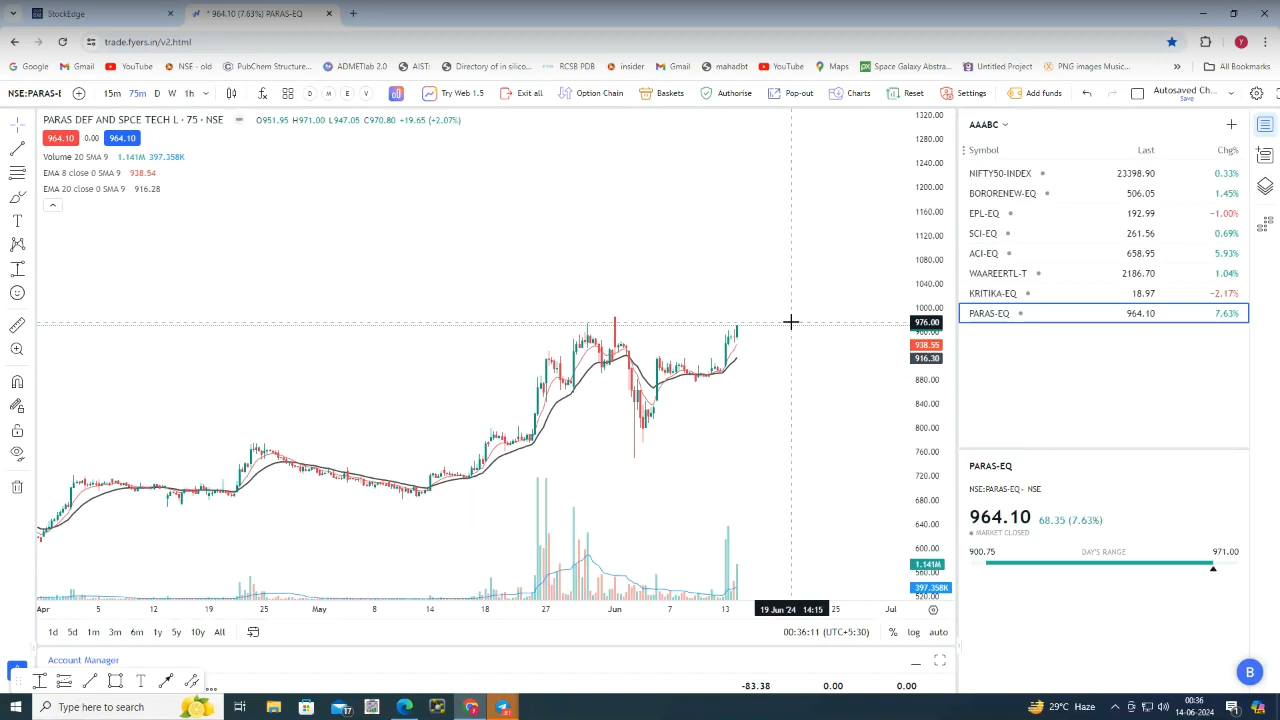 StockEdge
* 964.10 (7.63%) PARAS-EQ
trade.fyers.in/v2.html
Google
Gmail
YouTube
NSE - old
PubChem Structure...
ADMETlab 2.0
AISTi
Directory of in silico...
RCSB PDB
insider
Gmail
mahadbt
YouTube
Maps
Space Galaxy Abstra...
Untitled Project
PNG images Music...
All Bookmarks
NSE:PARAS-E
15m
75m
D
W
1h
D
M
E
V
Try Web 1.5
Exit all
Option Chain
Baskets
Authorise
Pop-out
Charts
Reset
Settings
Add funds
Autosaved Ch...
Save
PARAS DEF AND SPCE TECH L · 75 · NSE
O951.95 H971.00 L947.05 C970.80 +19.65 (+2.07%)
964.10 0.00 964.10
Volume 20 SMA 9 1.141M 397.358K
EMA 8 close 0 SMA 9 938.54
EMA 20 close 0 SMA 9 916.28
1320.00
1280.00
1240.00
1200.00
1160.00
1120.00
1080.00
1040.00
1000.00
976.00
938.55
916.30
880.00
840.00
800.00
760.00
720.00
680.00
640.00
600.00
1.141M
560.00
397.358K
520.00
Apr 12 19 25 May 8 14 18 27 Jun 7 13 19 Jun '24 14:15 25 Jul
1d 5d 1m 3m 6m 1y 5y 10y All
00:36:11 (UTC+5:30)
% log auto
Account Manager
-83.38 0.00 0.00
AAABC
Symbol Last Chg%
NIFTY50-INDEX 23398.90 0.33%
BORORENEW-EQ 506.05 1.45%
EPL-EQ 192.99 −1.00%
SCI-EQ 261.56 0.69%
ACI-EQ 658.95 5.93%
WAAREERTL-T 2186.70 1.04%
KRITIKA-EQ 18.97 −2.17%
PARAS-EQ 964.10 7.63%
PARAS-EQ
NSE:PARAS-EQ • NSE
964.10 68.35 (7.63%)
MARKET CLOSED
900.75 DAY'S RANGE 971.00
B
Type here to search
17
29°C Haze
00:36
14-06-2024